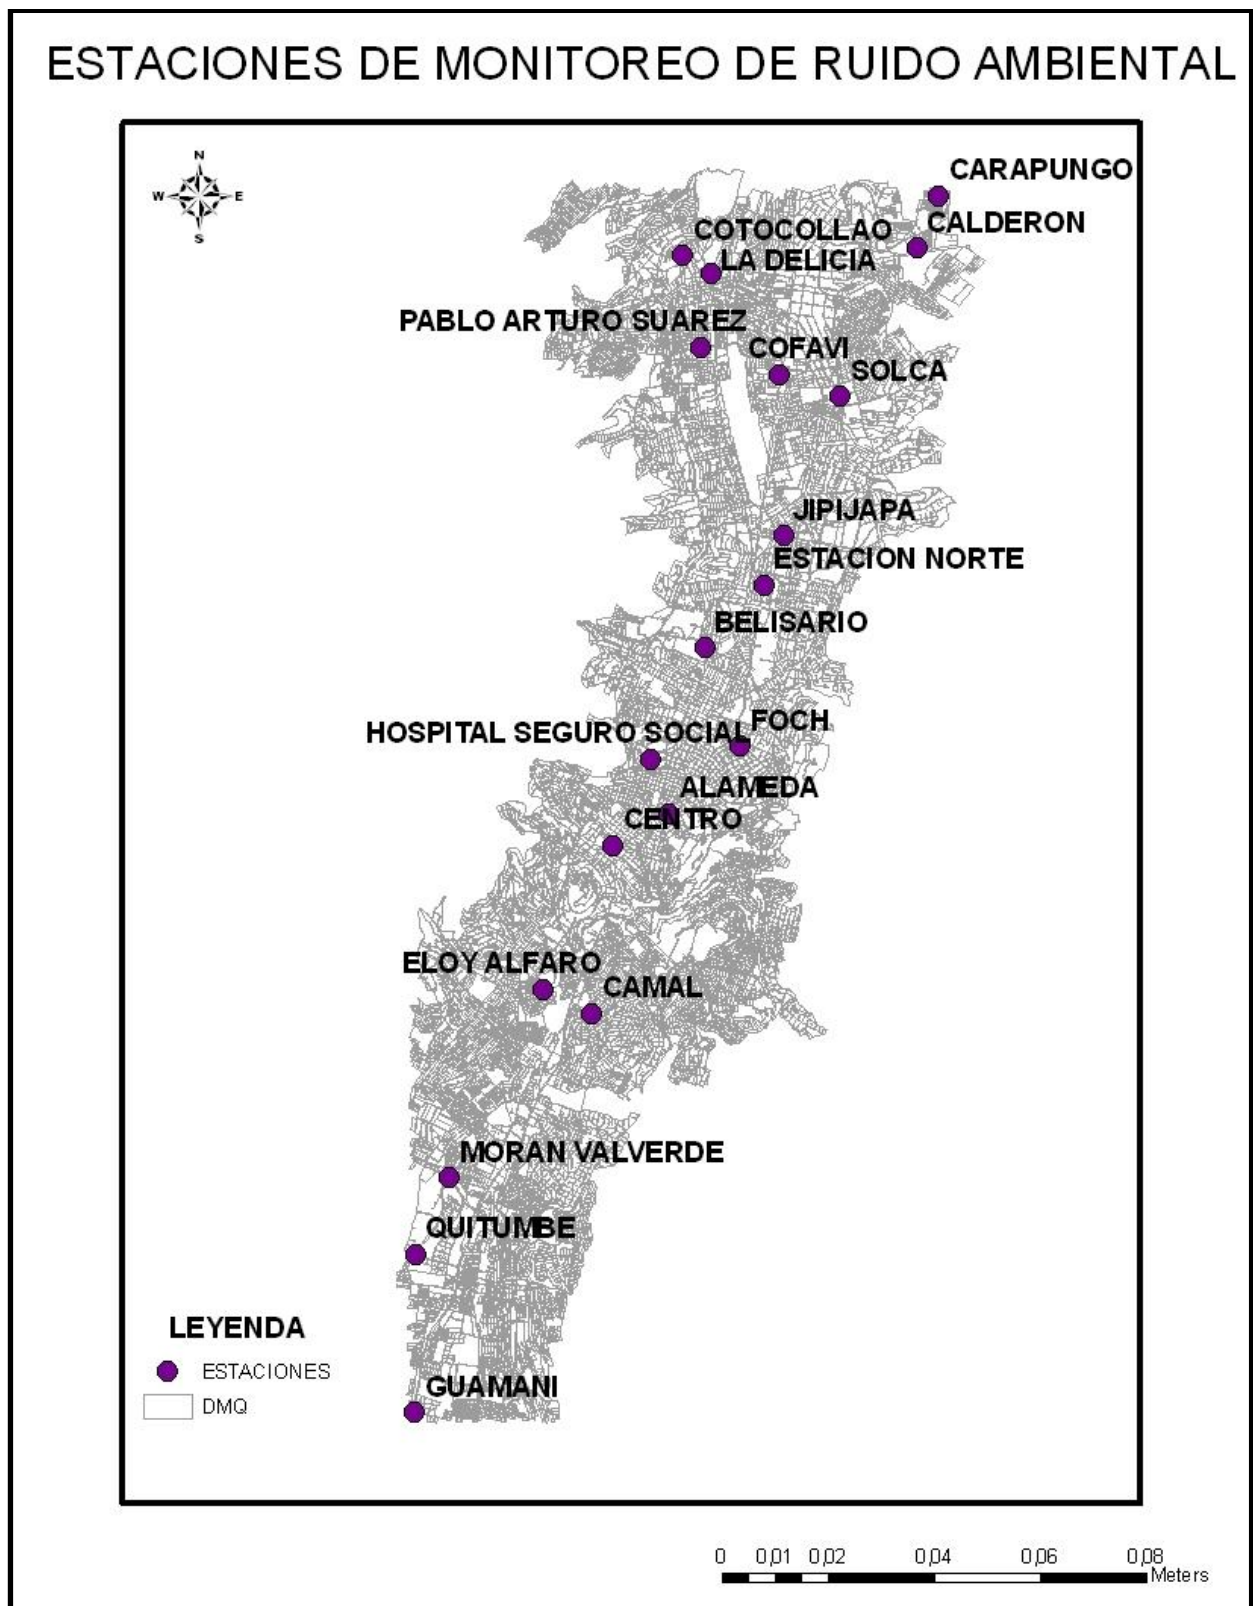 ESTACIONES DE MONITOREO DE RUIDO AMBIENTAL
N
W E
S
CARAPUNGO
CALDERON
COTOCOLLAO
LA DELICIA
PABLO ARTURO SUAREZ
COFAVI
SOLCA
JIPIJAPA
ESTACION NORTE
BELISARIO
FOCH
HOSPITAL SEGURO SOCIAL
ALAMEDA
CENTRO
ELOY ALFARO
CAMAL
MORAN VALVERDE
QUITUMBE
LEYENDA
ESTACIONES
GUAMANI
DMQ
0 0,01 0,02 0,04 0,06 0,08
Meters